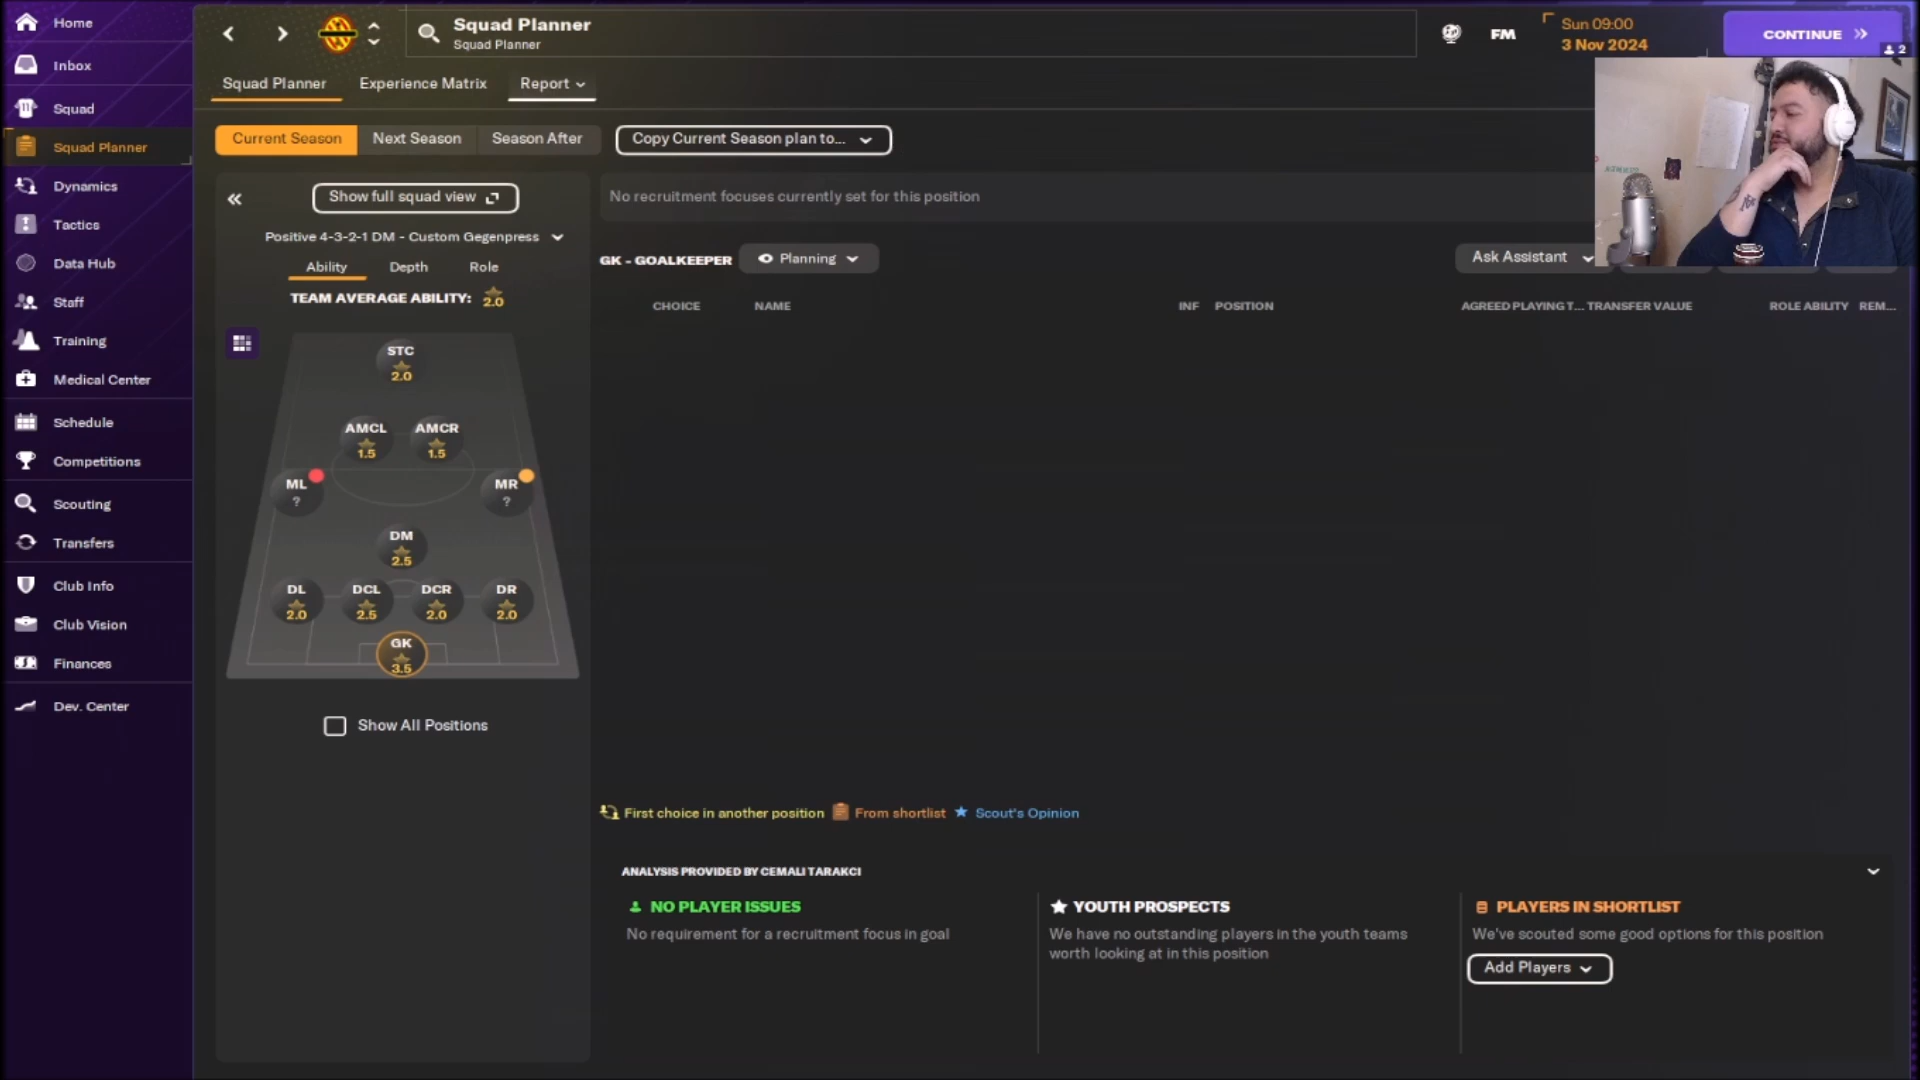 Home
Inbox
Squad
Squad Planner
Dynamics
Tactics
Data Hub
Staff
Training
Medical Center
Schedule
Competitions
Scouting
Transfers
Club Info
Club Vision
Finances
Dev. Center
Squad Planner
Squad Planner
FM
Sun 09:00
3 Nov 2024
CONTINUE
2
Squad Planner Experience Matrix Report
Current Season Next Season Season After Copy Current Season plan to...
Show full squad view
Positive 4-3-2-1 DM - Custom Gegenpress
Ability Depth Role
TEAM AVERAGE ABILITY: 2.0
STC
2.0
AMCL AMCR
1.5 1.5
ML MR
? ?
DM
2.5
DL DCL DCR DR
2.0 2.5 2.0 2.0
GK
3.5
Show All Positions
No recruitment focuses currently set for this position
GK - GOALKEEPER Planning Ask Assistant
CHOICE NAME INF POSITION AGREED PLAYING T... TRANSFER VALUE ROLE ABILITY REM...
First choice in another position From shortlist Scout's Opinion
ANALYSIS PROVIDED BY CEMALI TARAKCI
NO PLAYER ISSUES
No requirement for a recruitment focus in goal
YOUTH PROSPECTS
We have no outstanding players in the youth teams
worth looking at in this position
PLAYERS IN SHORTLIST
We've scouted some good options for this position
Add Players